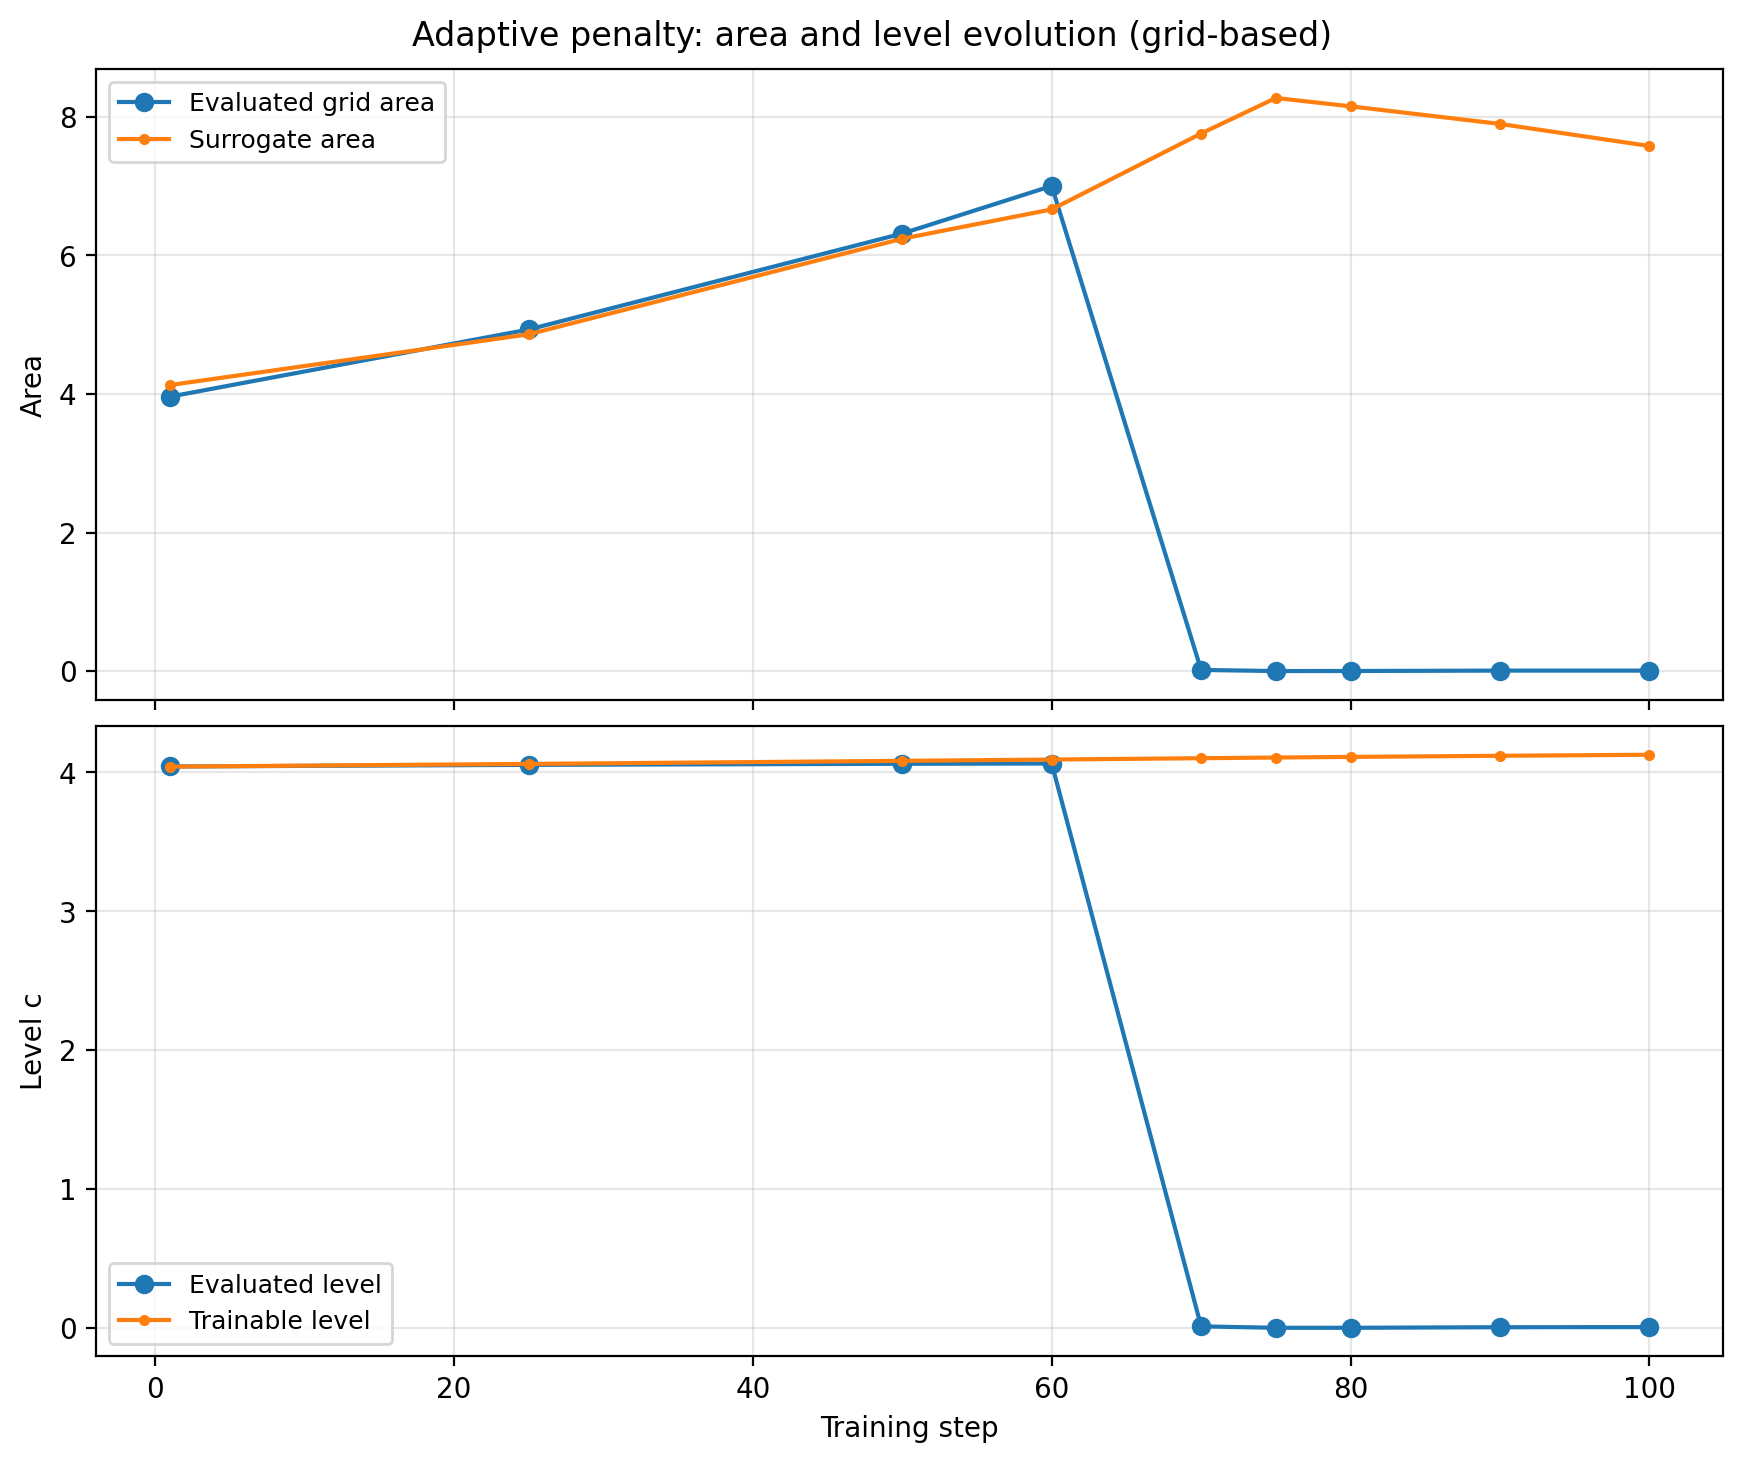 Adaptive penalty: area and level evolution (grid-based)
Evaluated grid area
Surrogate area
8
6
4
2
0
Area
4
3
2
1
0
Level c
Evaluated level
Trainable level
0 20 40 60 80 100
Training step